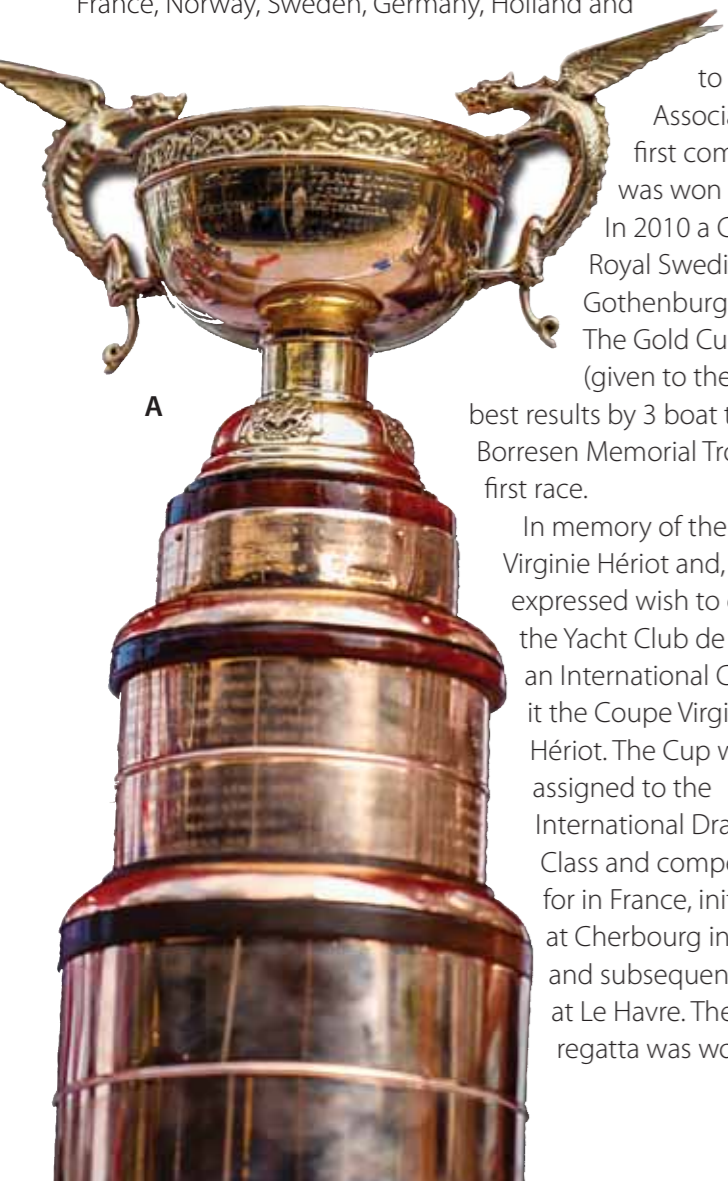 France, Norway, Sweden, Germany, Holland and
to
Associa
first com
was won
In 2010 a C
Royal Swedi
Gothenburg
The Gold Cu
(given to the
A
best results by 3 boat t
Borresen Memorial Tro
first race.
In memory of the
Virginie Hériot and,
expressed wish to
the Yacht Club de
an International C
it the Coupe Virgi
Hériot. The Cup w
assigned to the
International Dra
Class and compe
for in France, init
at Cherbourg in
and subsequen
at Le Havre. The
regatta was wo